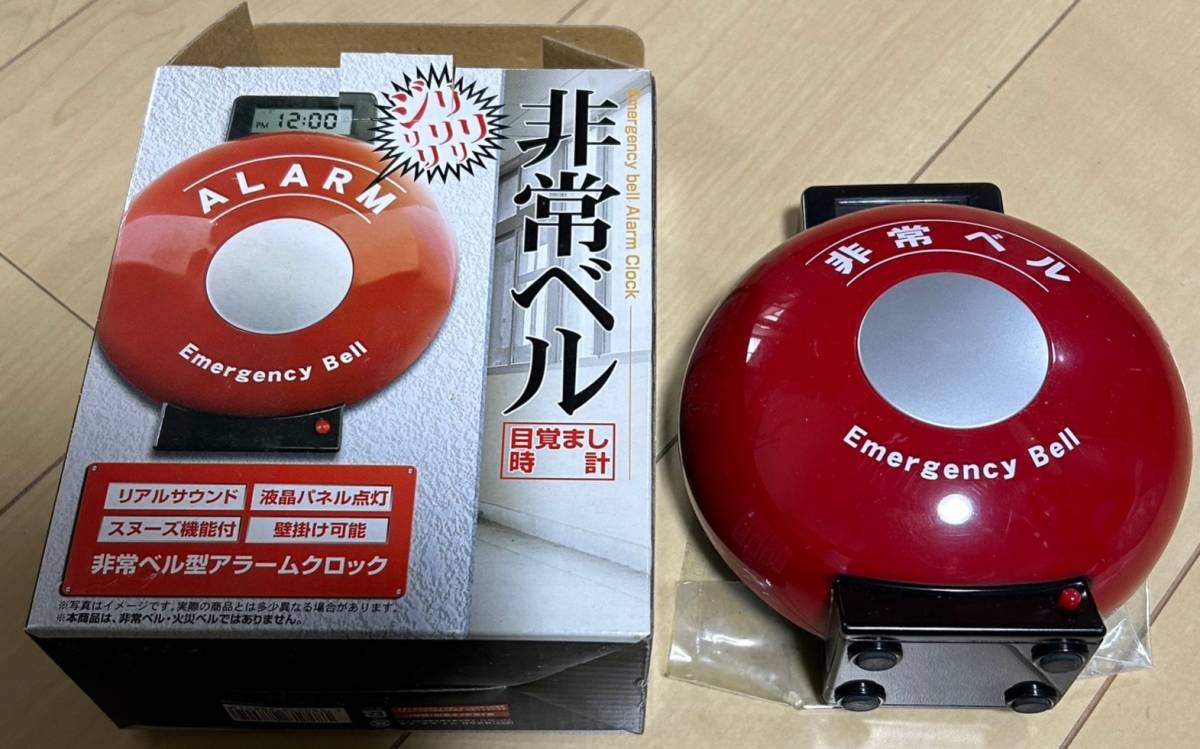 PM 12:00
ジリ
リリリ
リリ
ALARM
Emergency Bell
非常ベル
Emergency bell Alarm Clock
目覚まし
時計
リアルサウンド
液晶パネル点灯
スヌーズ機能付
壁掛け可能
非常ベル型アラームクロック
※写真はイメージです。実際の商品とは多少異なる場合があります。
※本商品は、非常ベル・火災ベルではありません。
非常ベル
Emergency Bell